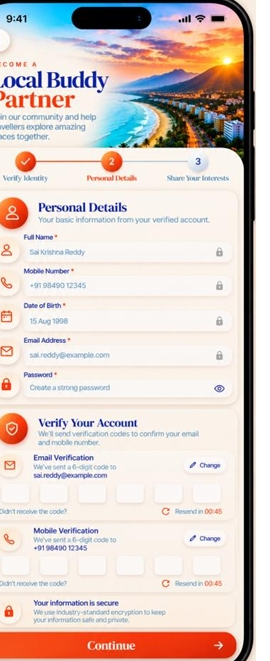 9:41
ECOME A
Local Buddy
Partner
in our community and help
vellers explore amazing
aces together.
2
3
Verify Identity
Personal Details
Share Your Interests
Personal Details
Your basic information from your verified account.
Full Name *
Sai Krishna Reddy
Mobile Number *
+91 98490 12345
Date of Birth *
15 Aug 1998
Email Address *
sai.reddy@example.com
Password *
Create a strong password
Verify Your Account
We'll send verification codes to confirm your email
and mobile number.
Email Verification
We've sent a 6-digit code to
sai.reddy@example.com
Change
Didn't receive the code?
Resend in 00:45
Mobile Verification
We've sent a 6-digit code to
+91 98490 12345
Change
Didn't receive the code?
Resend in 00:45
Your information is secure
We use industry-standard encryption to keep
your information safe and private.
Continue